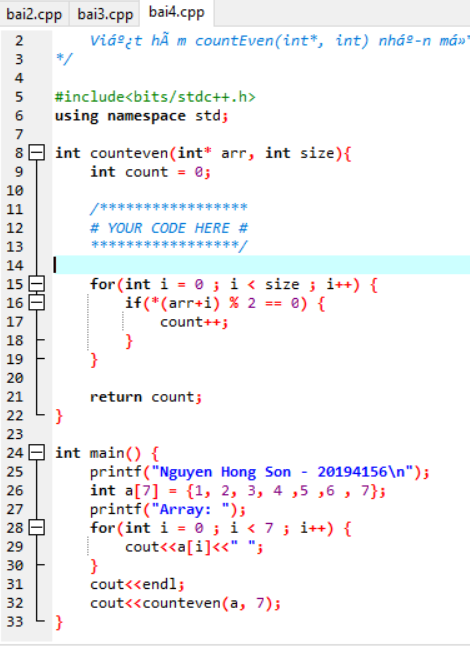 bai2.cpp bai3.cpp bai4.cpp
2 Viáº¿t hÃ m countEven(int*, int) nháº­n má»™
3 */
4
5 #include<bits/stdc++.h>
6 using namespace std;
7
8 int counteven(int* arr, int size){
9 int count = 0;
10
11 /*****************
12 # YOUR CODE HERE #
13 *****************/
14
15 for(int i = 0 ; i < size ; i++) {
16 if(*(arr+i) % 2 == 0) {
17 count++;
18 }
19 }
20
21 return count;
22 }
23
24 int main() {
25 printf("Nguyen Hong Son - 20194156\n");
26 int a[7] = {1, 2, 3, 4 ,5 ,6 , 7};
27 printf("Array: ");
28 for(int i = 0 ; i < 7 ; i++) {
29 cout<<a[i]<<" ";
30 }
31 cout<<endl;
32 cout<<counteven(a, 7);
33 }